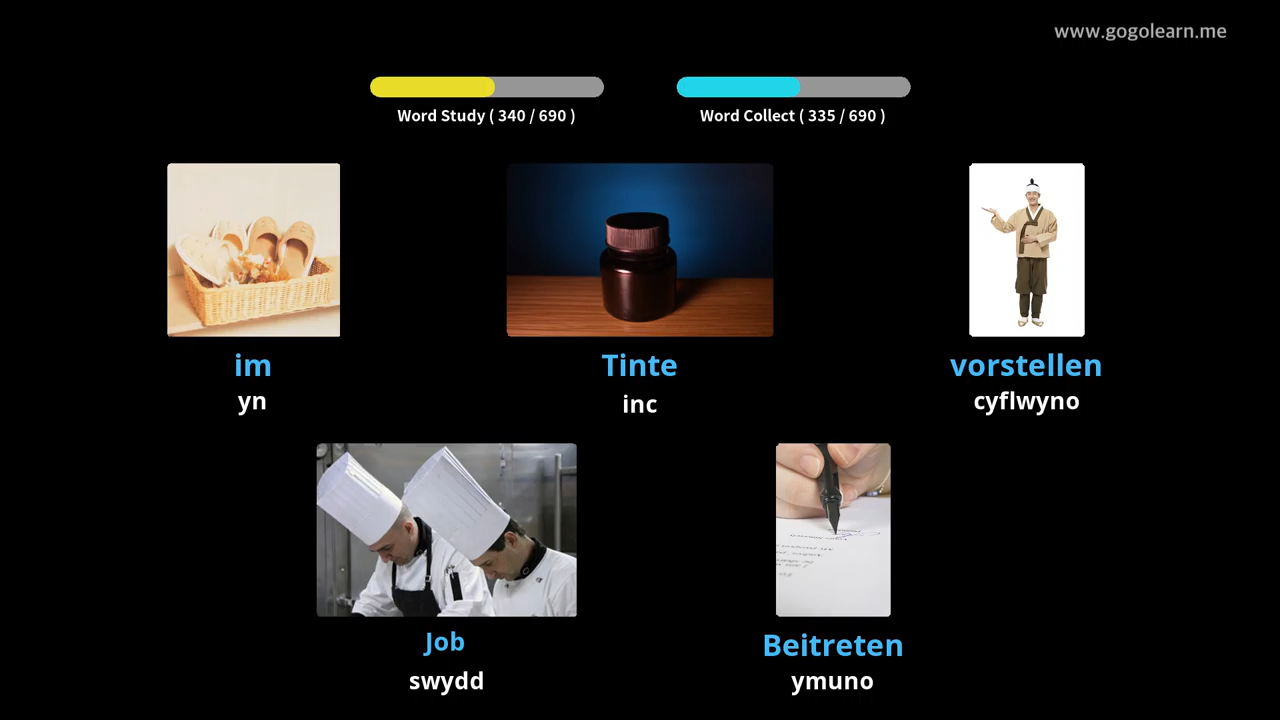 www.gogolearn.me
Word Study ( 340 / 690 )
Word Collect ( 335 / 690 )
im
yn
Tinte
inc
vorstellen
cyflwyno
Job
swydd
Beitreten
ymuno